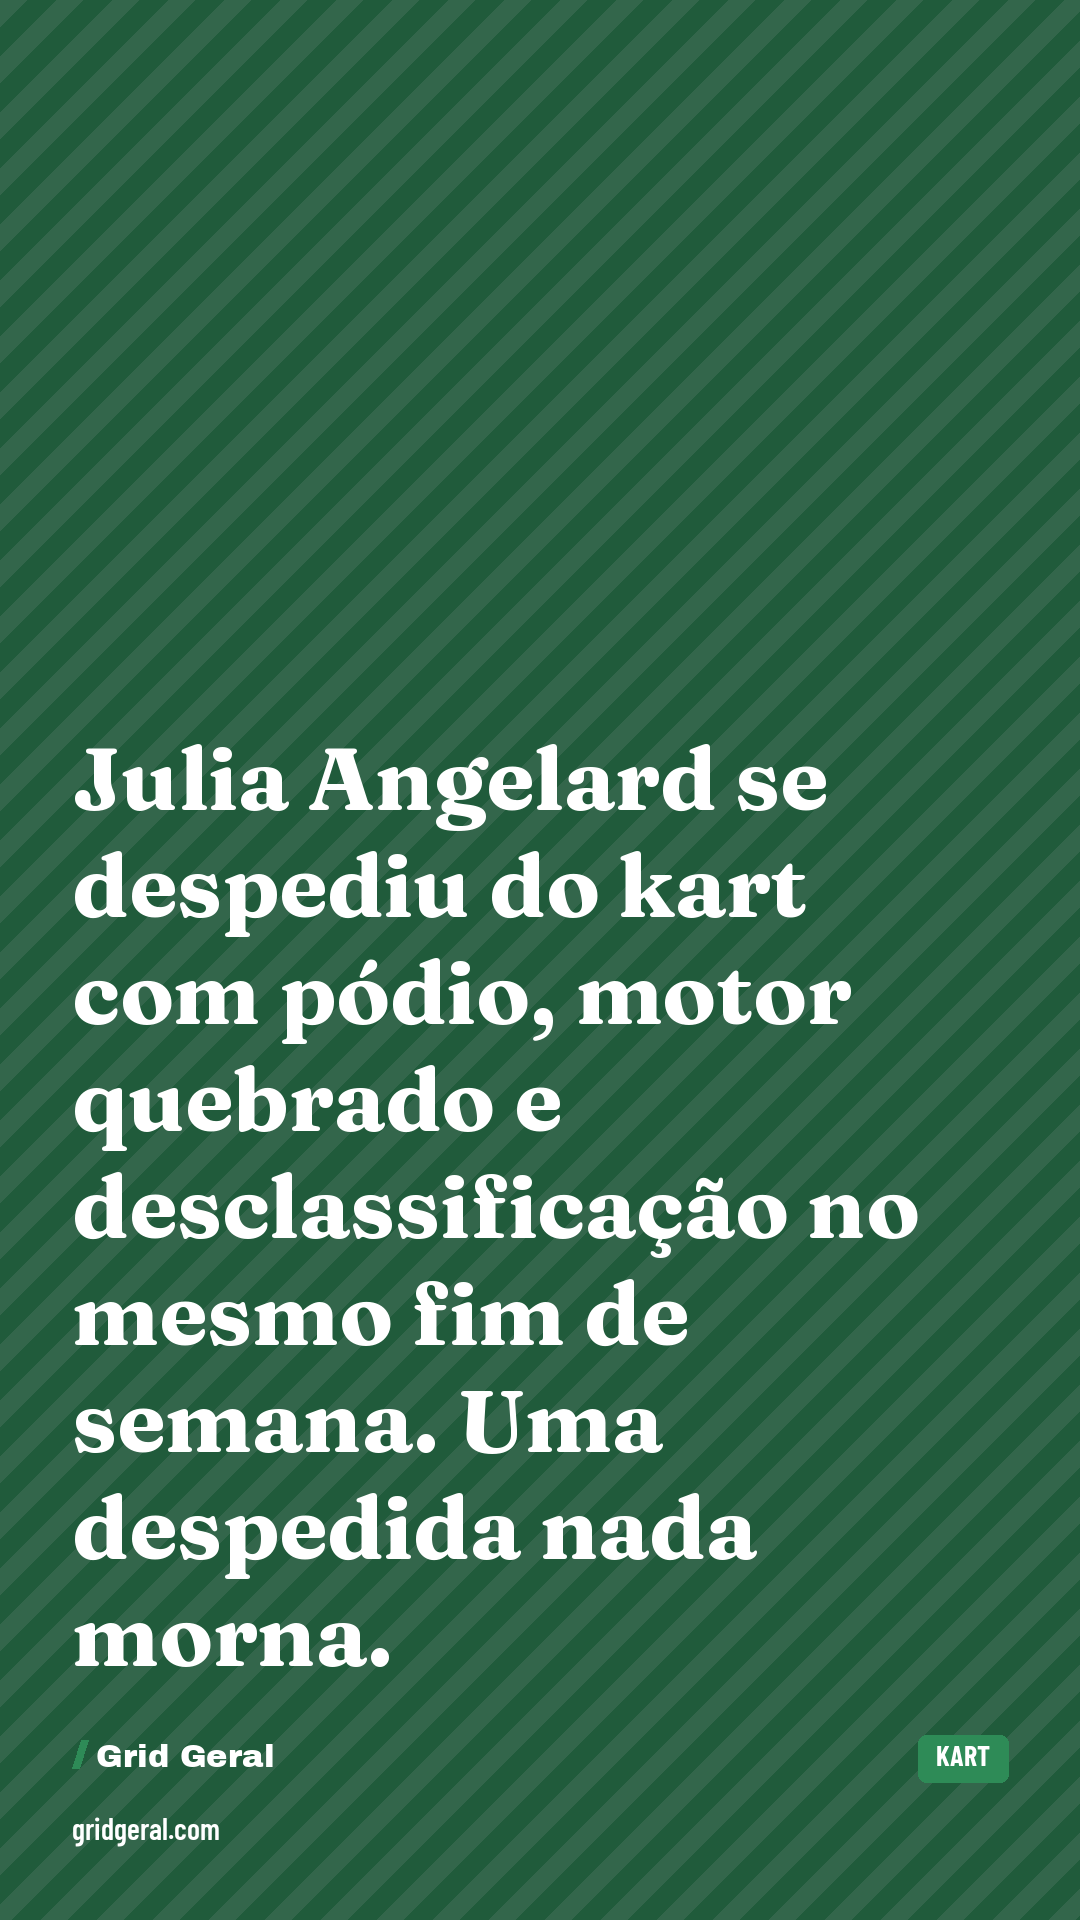 Julia Angelard se
despediu do kart
com pódio, motor
quebrado e
desclassificação no
mesmo fim de
semana. Uma
despedida nada
morna.
/ Grid Geral
KART
gridgeral.com